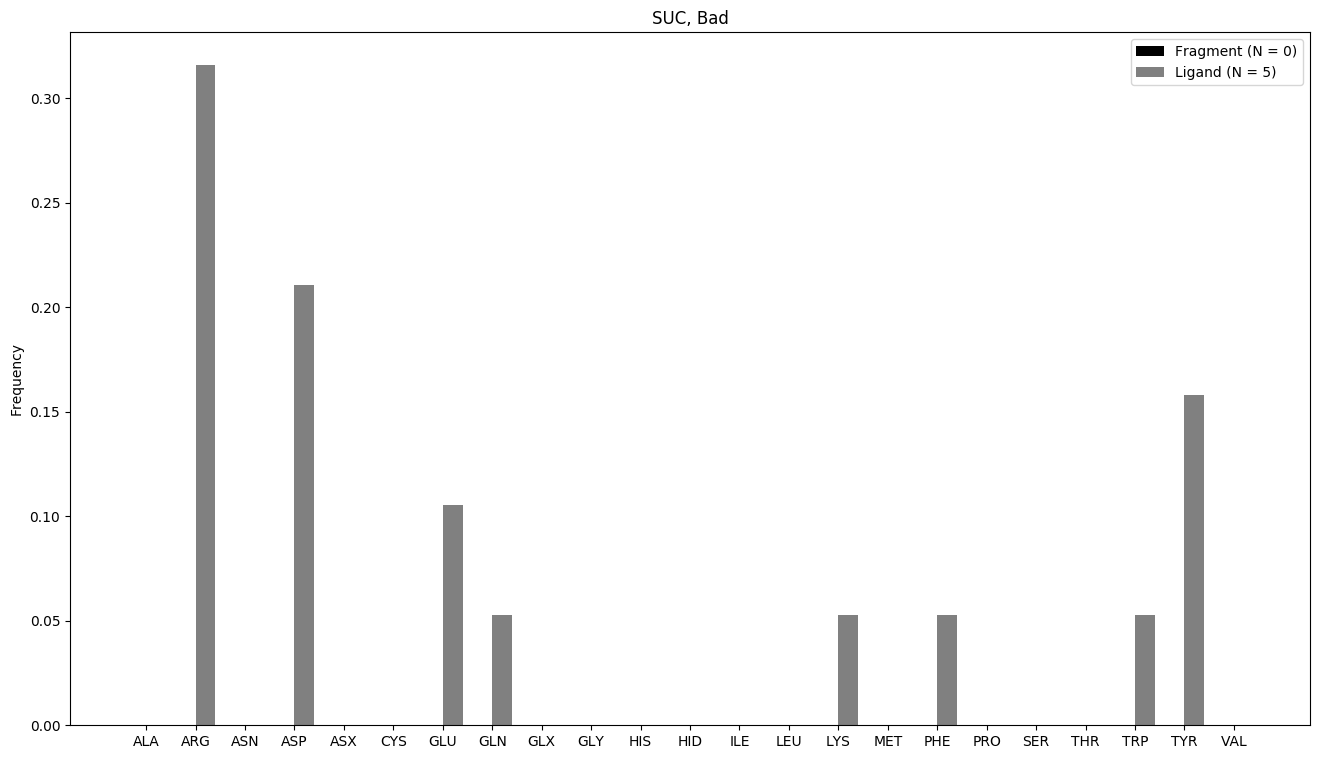 SUC, Bad
Fragment (N = 0)
Ligand (N = 5)
Frequency
0.30
0.25
0.20
0.15
0.10
0.05
0.00
ALA ARG ASN ASP ASX CYS GLU GLN GLX GLY HIS HID ILE LEU LYS MET PHE PRO SER THR TRP TYR VAL